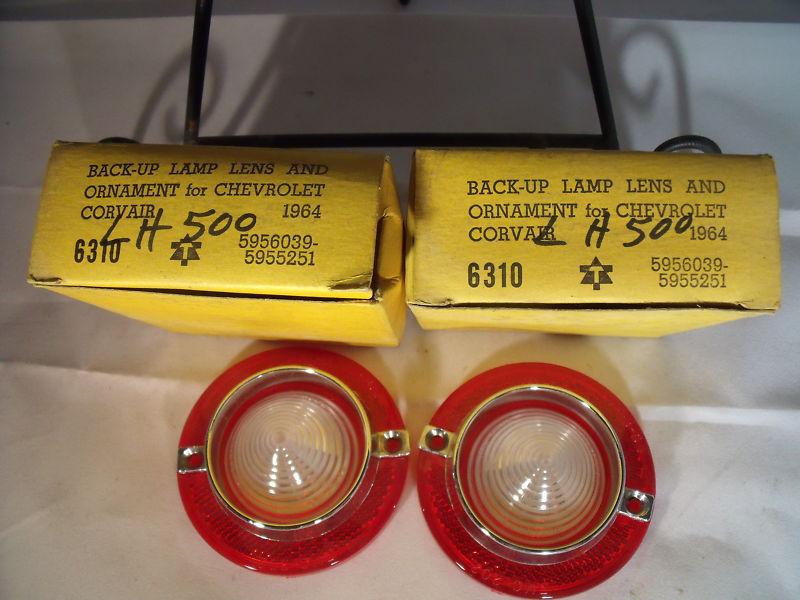 BACK-UP LAMP LENS AND
ORNAMENT for CHEVROLET
CORVAIR 1964
LH 500
6310 5956039-
5955251
BACK-UP LAMP LENS AND
ORNAMENT for CHEVROLET
CORVAIR 1964
LH 500
6310 5956039-
5955251